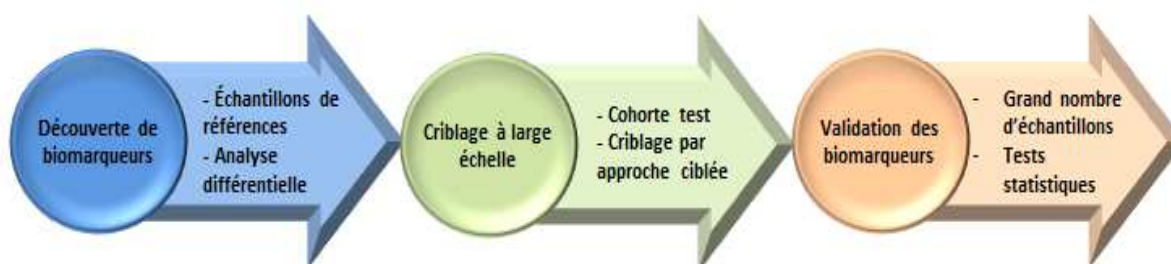 Découverte de
biomarqueurs
- Échantillons de
références
- Analyse
différentielle
Criblage à large
échelle
- Cohorte test
- Criblage par
approche ciblée
Validation des
biomarqueurs
- Grand nombre
d'échantillons
- Tests
statistiques